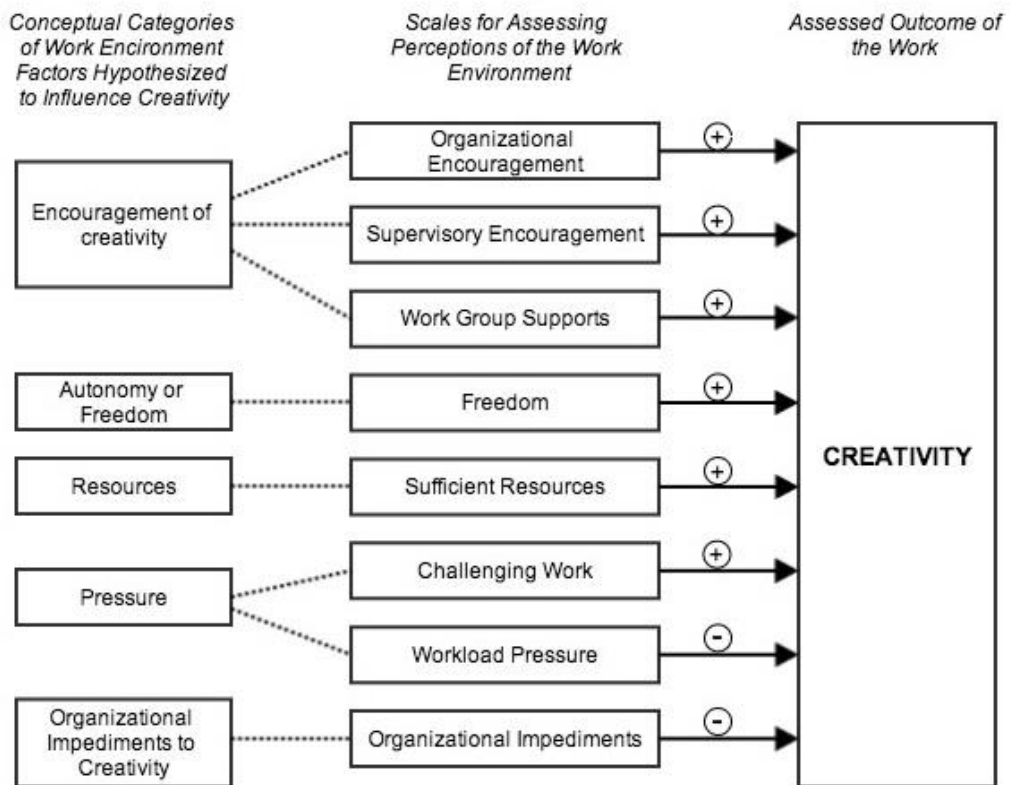 Conceptual Categories
of Work Encironment
Factors Hypothesized
to Influence Creativity
Scales for Assessing
Perceptions of the Work
Environment
Assessed Outcome of
the Work
Encouragement of
creativity
Organizational
Encouragement
+
Supervisory Encouragement
+
Work Group Supports
+
Autonomy or
Freedom
Freedom
+
Resources
Sufficient Resources
+
Pressure
Challenging Work
+
Workload Pressure
-
Organizational
Impediments to
Creativity
Organizational Impediments
-
CREATIVITY